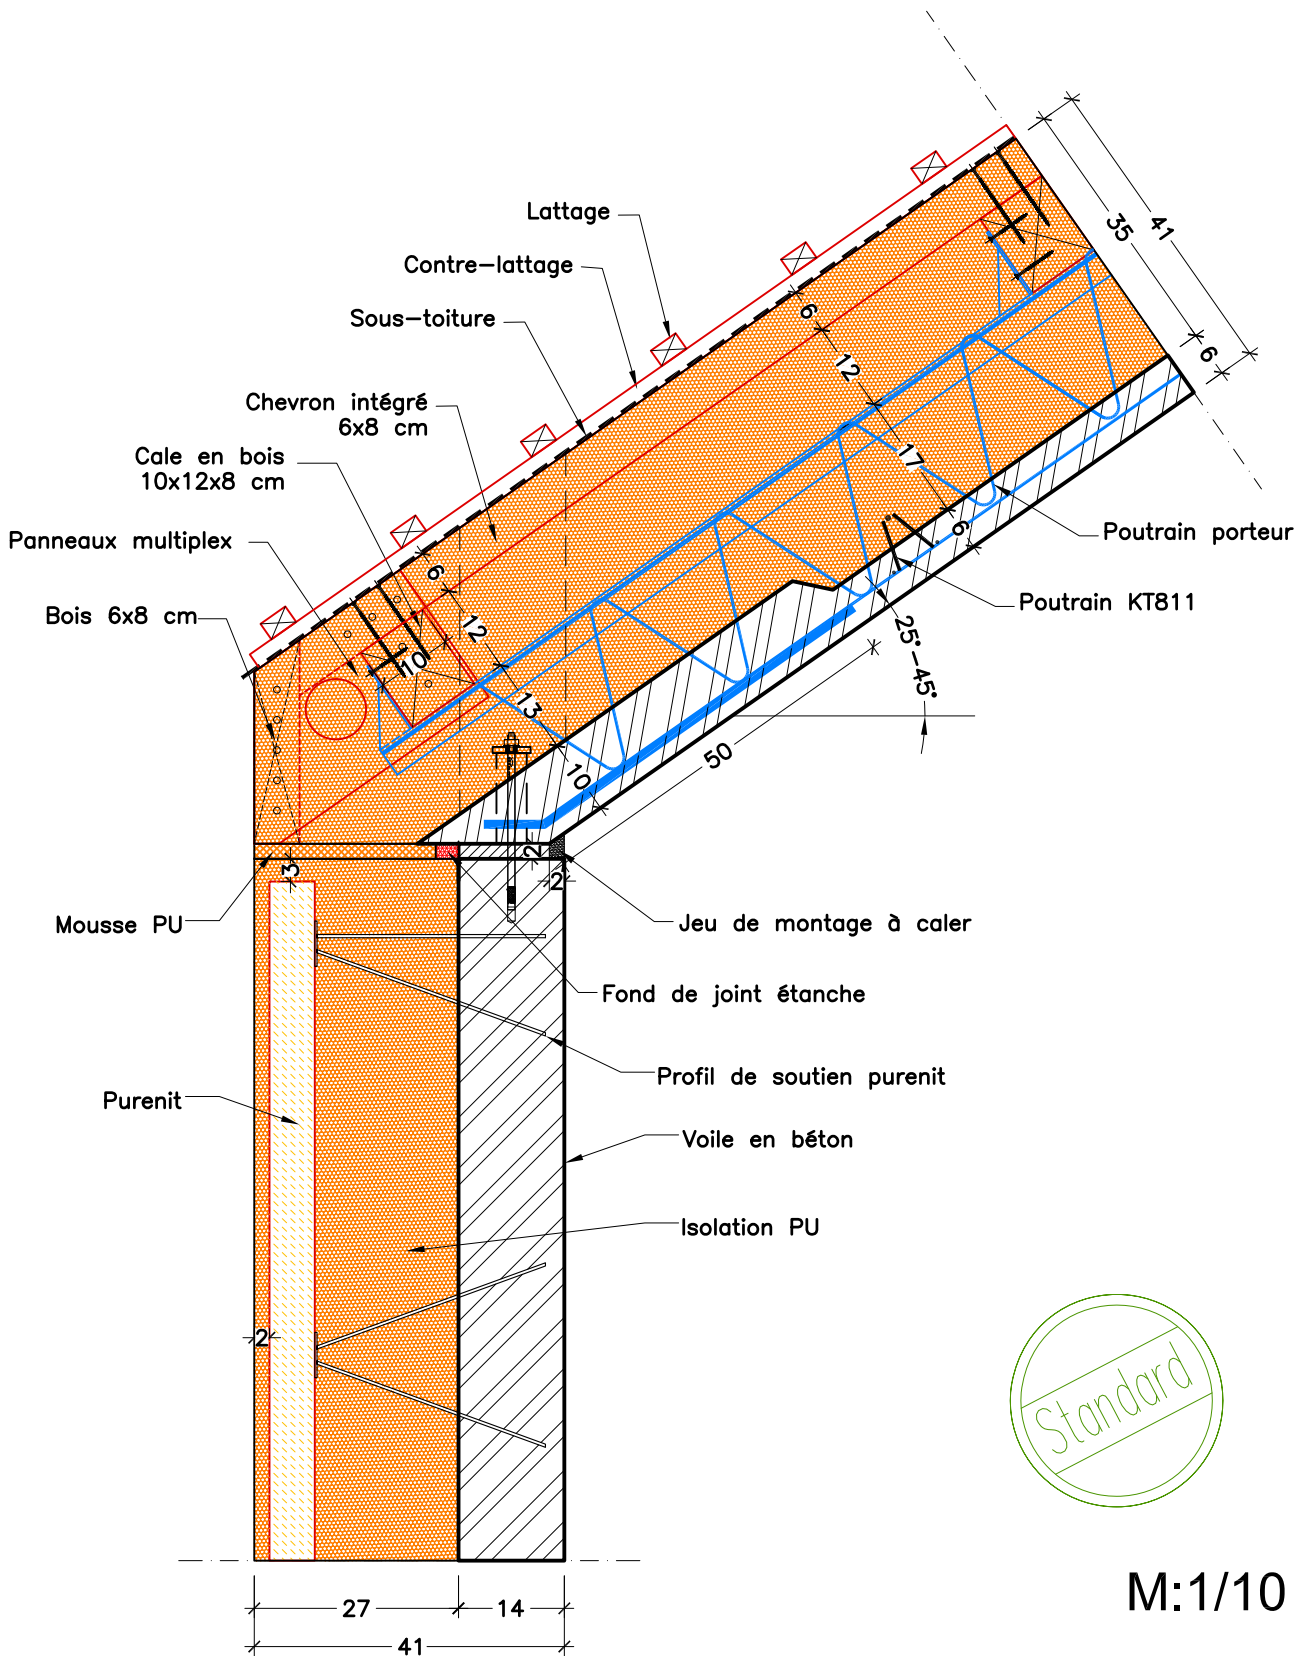 Lattage
Contre-lattage
Sous-toiture
Chevron intégré
6x8 cm
Cale en bois
10x12x8 cm
Panneaux multiplex
Bois 6x8 cm
41
35
6
6
12
17
6
Poutrain porteur
Poutrain KT811
25°-45°
6
12
10
13
10
50
2
2
3
Mousse PU
Jeu de montage à caler
Fond de joint étanche
Profil de soutien purenit
Purenit
Voile en béton
Isolation PU
2
Standard
27
14
41
M:1/10